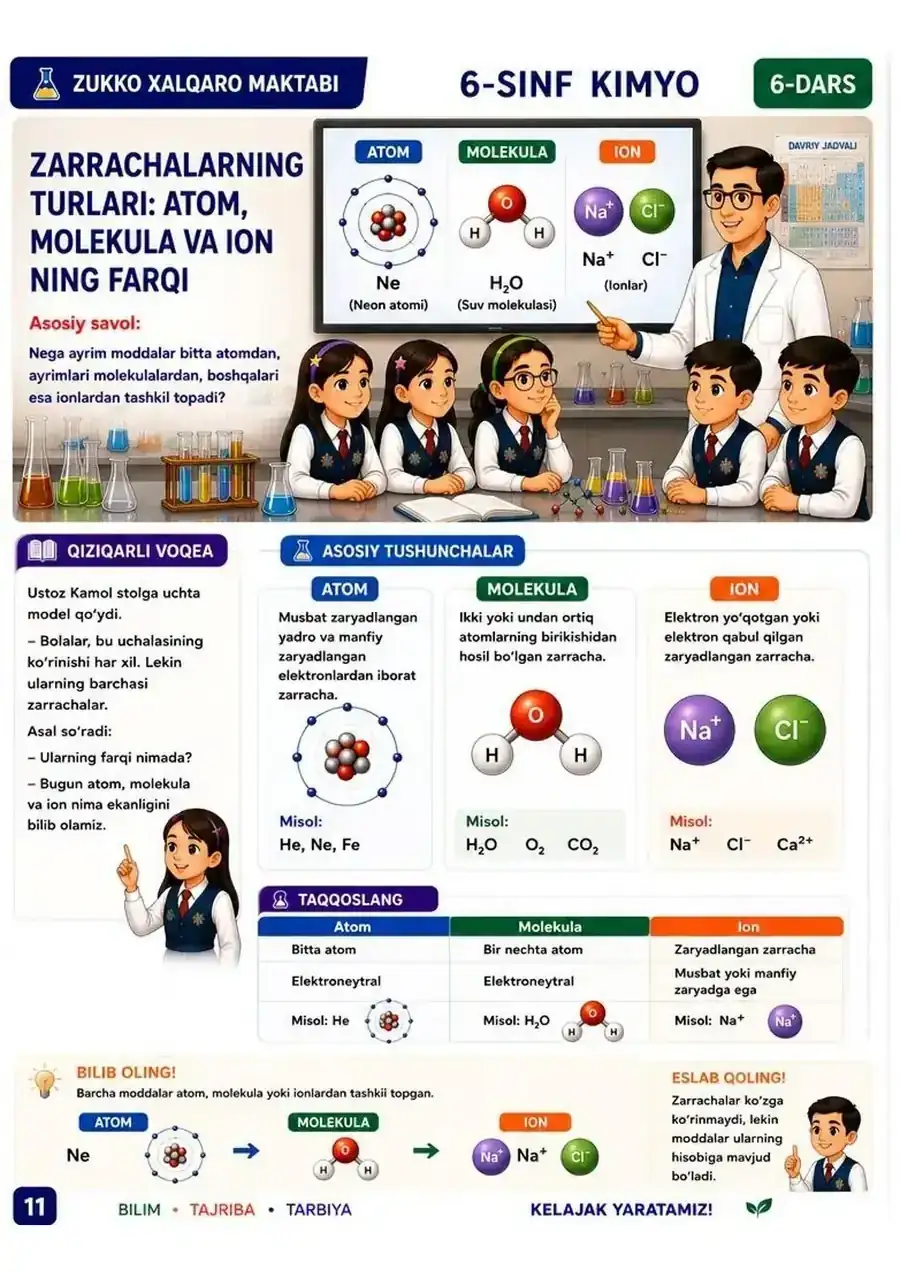 ZUKKO XALQARO MAKTABI
6-SINF KIMYO
6-DARS
ZARRACHALARNING
TURLARI: ATOM,
MOLEKULA VA ION
NING FARQI
Asosiy savol:
Nega ayrim moddalar bitta atomdan,
ayrimlari molekulalardan, boshqalari
esa ionlardan tashkil topadi?
ATOM
Ne
(Neon atomi)
MOLEKULA
O
H H
H₂O
(Suv molekulasi)
ION
Na⁺ Cl⁻
Na⁺ Cl⁻
(Ionlar)
DAVRIY JADVALI
QIZIQARLI VOQEA
Ustoz Kamol stolga uchta
model qo‘ydi.
– Bolalar, bu uchalasining
ko‘rinishi har xil. Lekin
ularning barchasi
zarrachalar.
Asal so‘radi:
– Ularning farqi nimada?
– Bugun atom, molekula
va ion nima ekanligini
bilib olamiz.
ASOSIY TUSHUNCHALAR
ATOM
Musbat zaryadlangan
yadro va manfiy
zaryadlangan
elektronlardan iborat
zarracha.
Misol:
He, Ne, Fe
MOLEKULA
Ikki yoki undan ortiq
atomlarning birikishidan
hosil bo‘lgan zarracha.
O
H H
Misol:
H₂O O₂ CO₂
ION
Elektron yo‘qotgan yoki
elektron qabul qilgan
zaryadlangan zarracha.
Na⁺ Cl⁻
Misol:
Na⁺ Cl⁻ Ca²⁺
TAQQOSLANG
Atom Molekula Ion
Bitta atom Bir nechta atom Zaryadlangan zarracha
Elektroneytral Elektroneytral Musbat yoki manfiy
zaryadga ega
Misol: He Misol: H₂O O H H Misol: Na⁺ Na⁺
BILIB OLING!
Barcha moddalar atom, molekula yoki ionlardan tashkil topgan.
ATOM
Ne
MOLEKULA
O
H H
ION
Na⁺ Na⁺ Cl⁻
ESLAB QOLING!
Zarrachalar ko‘zga
ko‘rinmaydi, lekin
moddalar ularning
hisobiga mavjud
bo‘ladi.
11
BILIM • TAJRIBA • TARBIYA
KELAJAK YARATAMIZ!